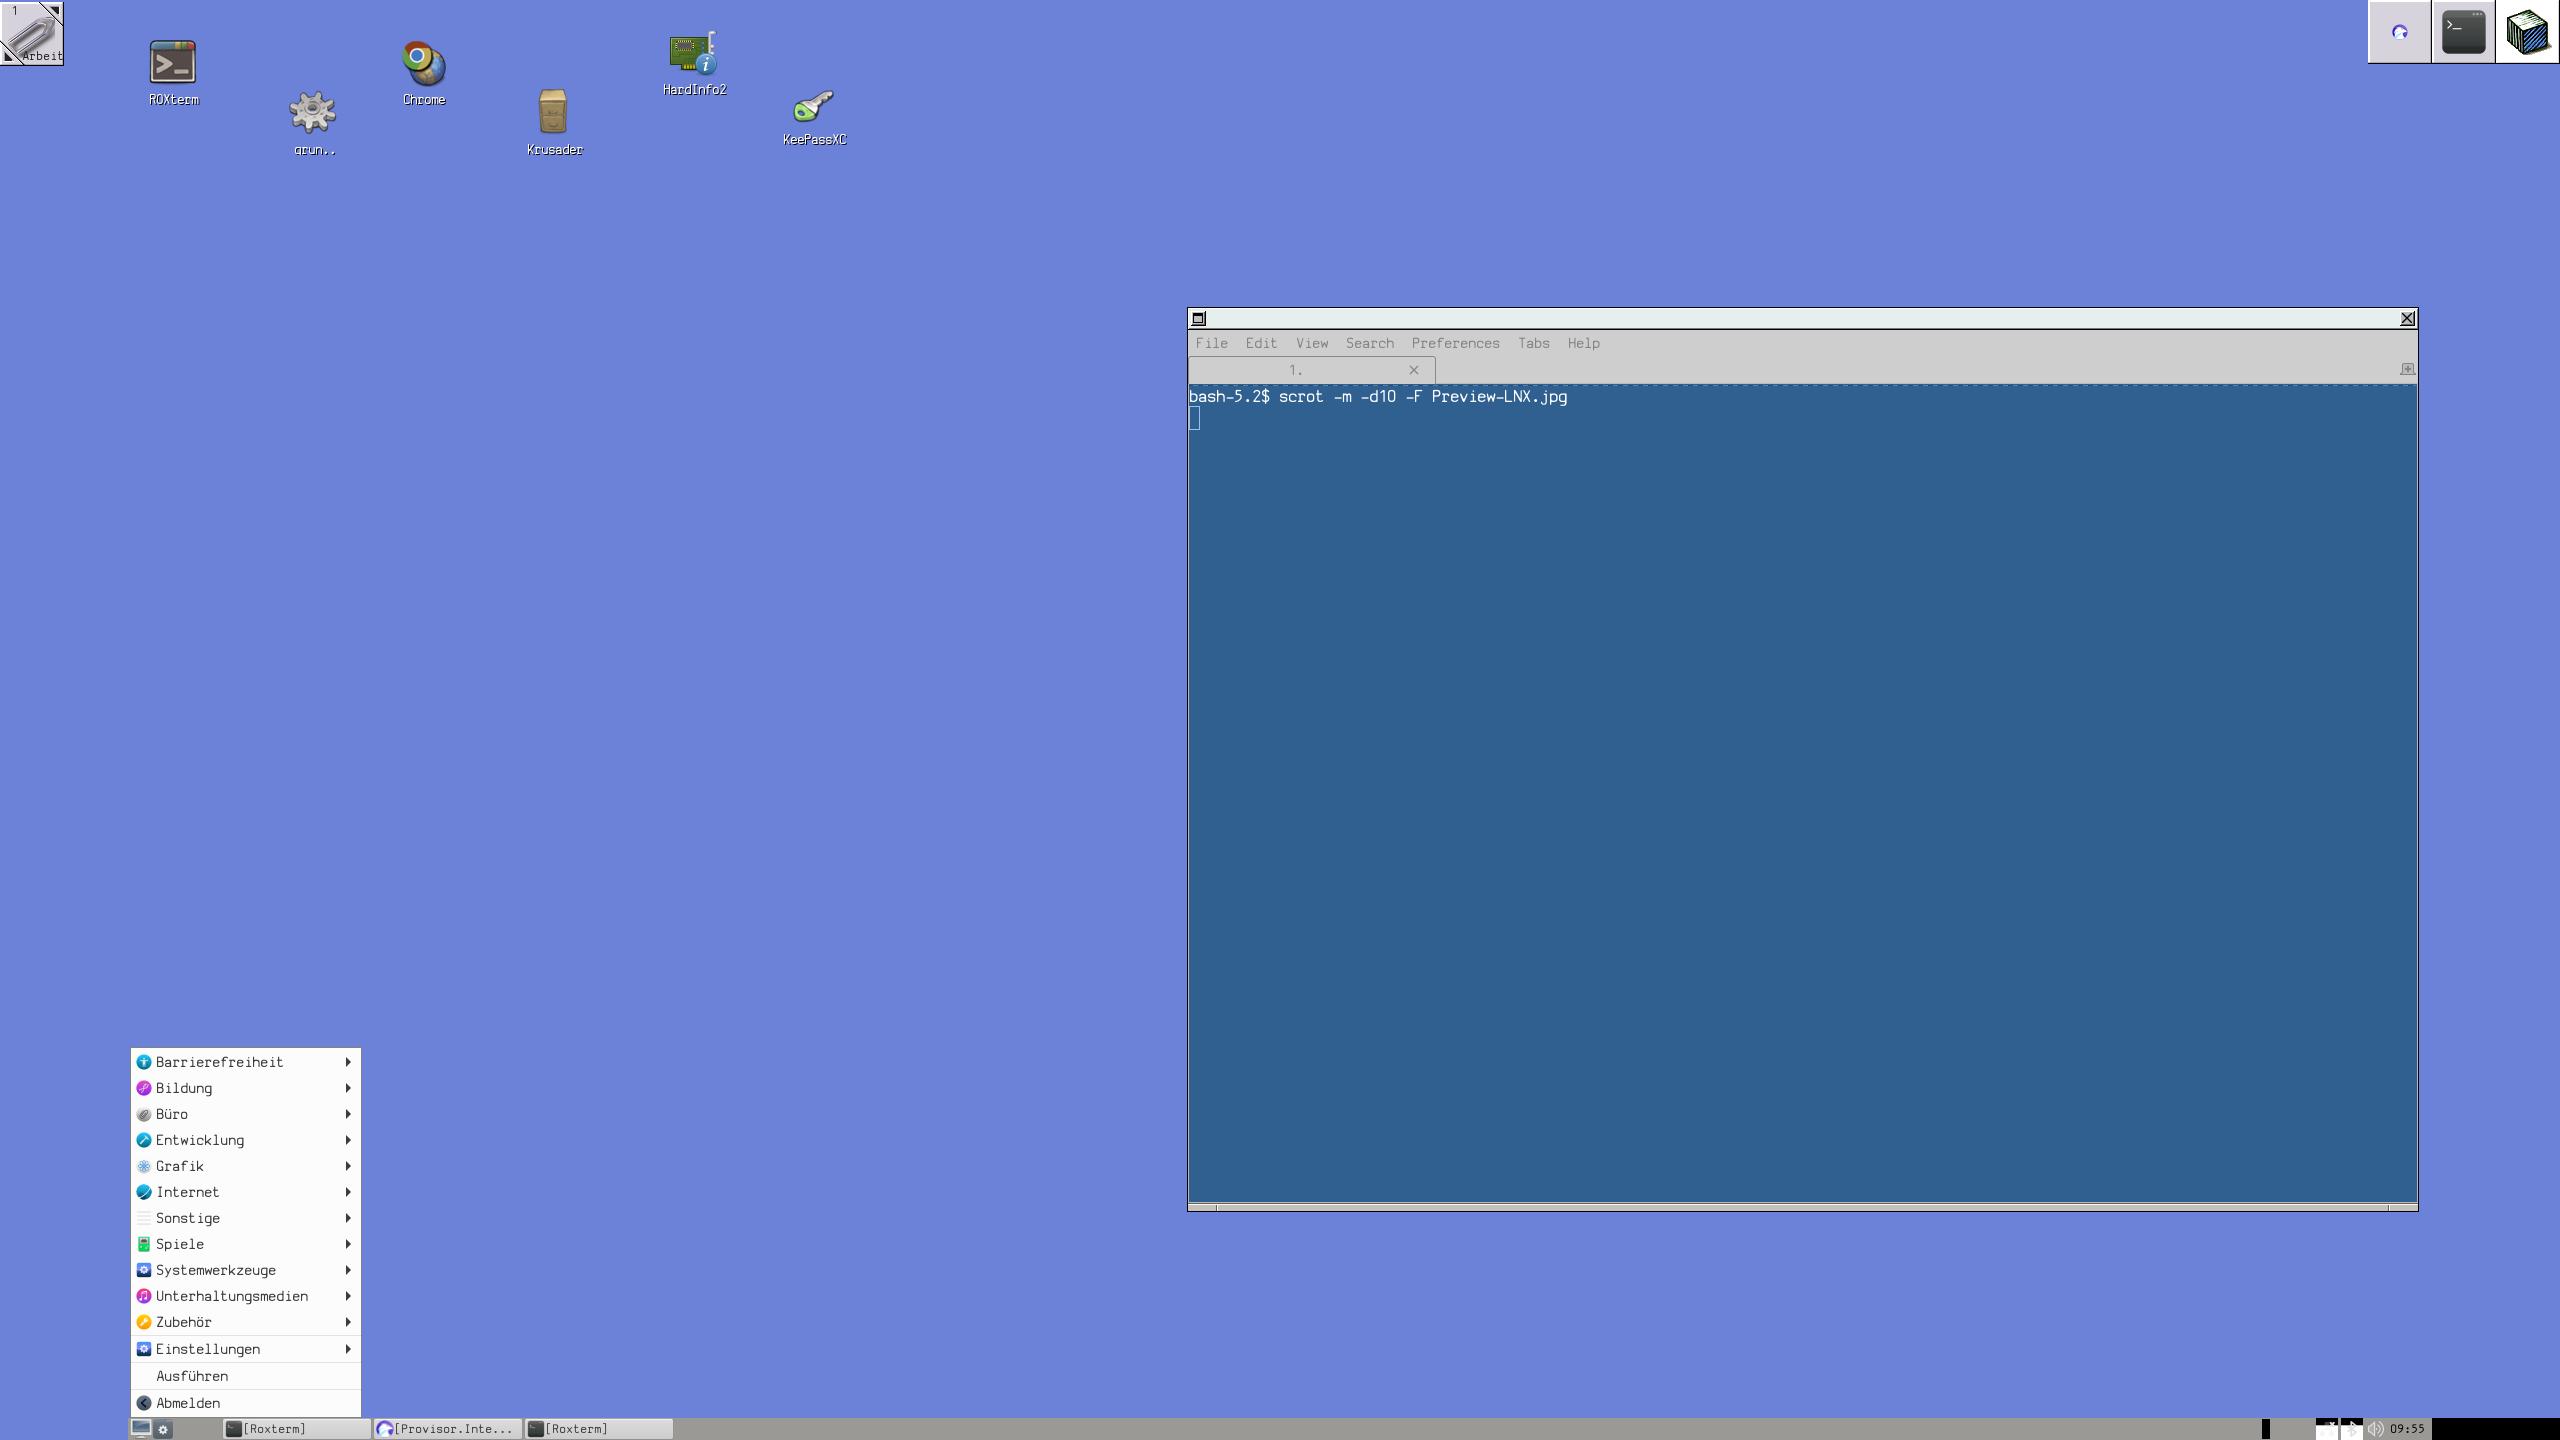 1
Arbeit
ROXterm
qrun..
Chrome
Krusader
HardInfo2
KeePassXC
File Edit View Search Preferences Tabs Help
1.
bash-5.2$ scrot -m -d10 -F Preview-LNX.jpg
Barrierefreiheit
Bildung
Büro
Entwicklung
Grafik
Internet
Sonstige
Spiele
Systemwerkzeuge
Unterhaltungsmedien
Zubehör
Einstellungen
Ausführen
Abmelden
[Roxterm] [Provisor.Inte... [Roxterm] 09:55